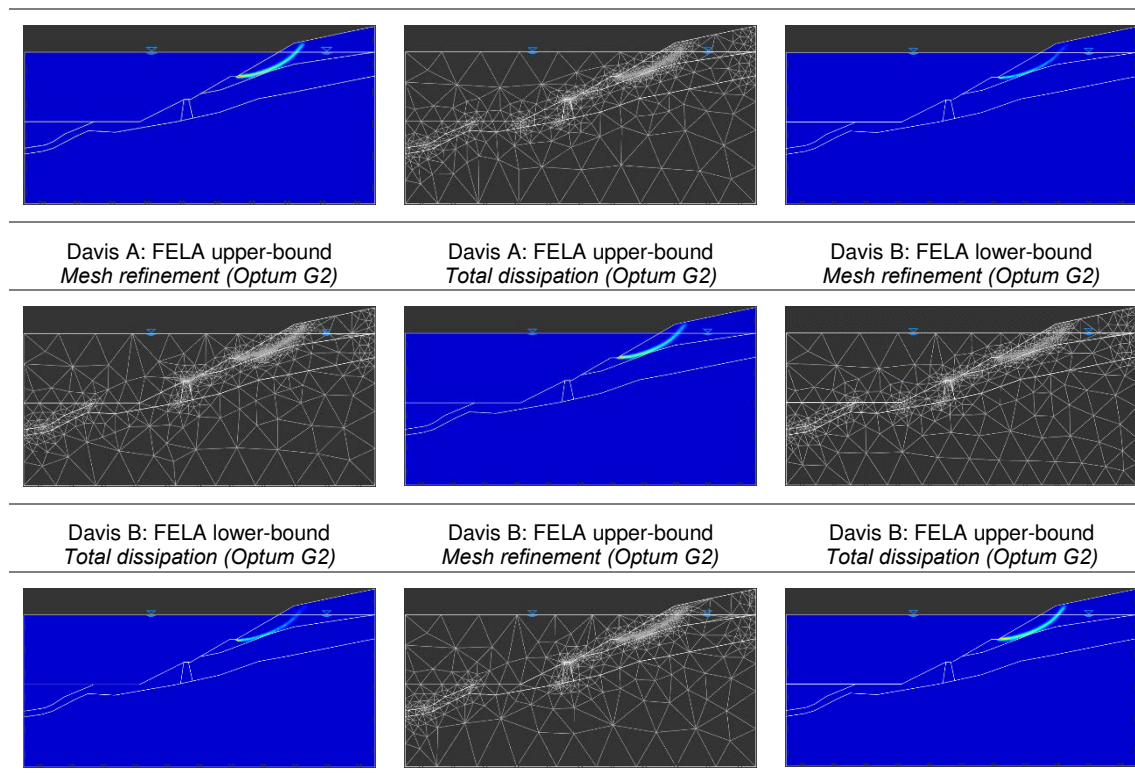 Davis A: FELA upper-bound
Mesh refinement (Optum G2)
Davis A: FELA upper-bound
Total dissipation (Optum G2)
Davis B: FELA lower-bound
Mesh refinement (Optum G2)
Davis B: FELA lower-bound
Total dissipation (Optum G2)
Davis B: FELA upper-bound
Mesh refinement (Optum G2)
Davis B: FELA upper-bound
Total dissipation (Optum G2)